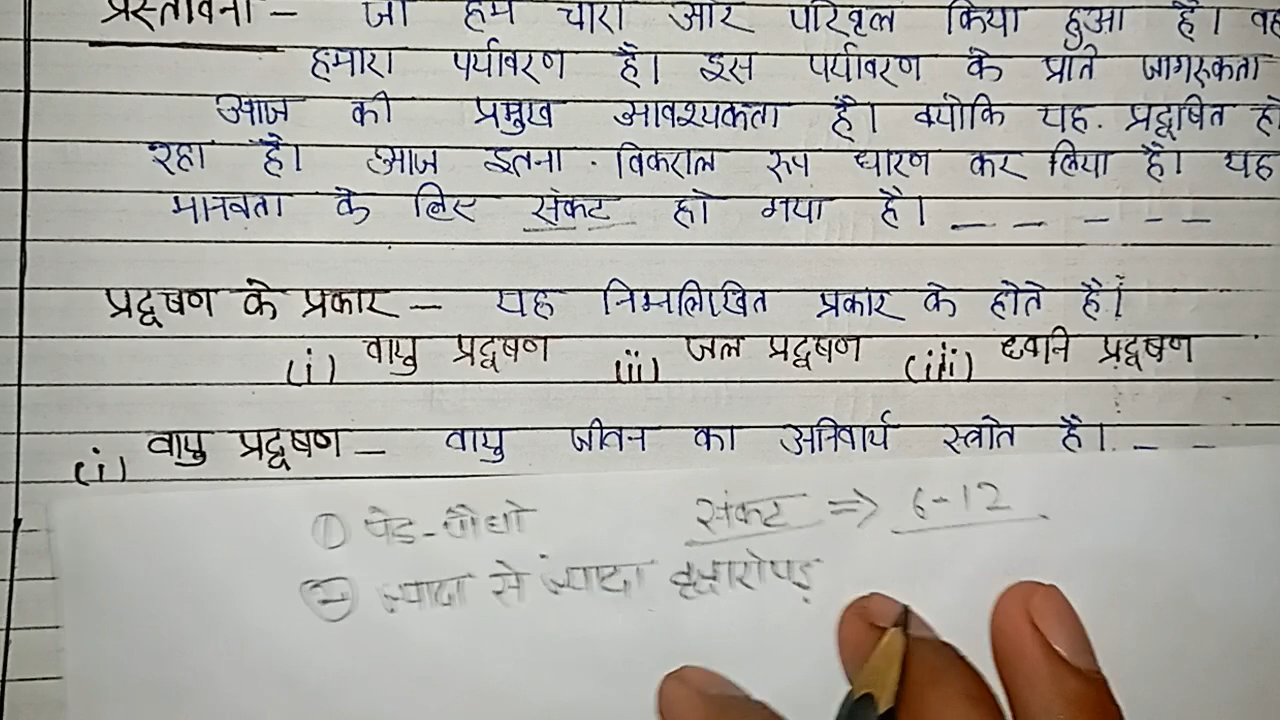 प्रस्तावना - जो हमें चारों ओर परिवृत्त किया हुआ है। वह
हमारा पर्यावरण है। इस पर्यावरण के प्रति जागरूकता
आज की प्रमुख आवश्यकता है। क्योंकि यह प्रदूषित हो
रहा है। आज इतना विकराल रूप धारण कर लिया है। यह
मानवता के लिए संकट हो गया है। _ _ _ _ _
प्रदूषण के प्रकार - यह निम्नलिखित प्रकार के होते है।
(i) वायु प्रदूषण (ii) जल प्रदूषण (iii) ध्वनि प्रदूषण
(i) वायु प्रदूषण - वायु जीवन का अनिवार्य स्त्रोत है। _ _
① पेड़-पौधों संकट => 6-12
② ज्यादा से ज्यादा वृक्षारोपड़